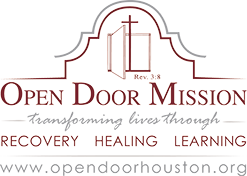 Rev. 3:8
OPEN DOOR MISSION
transforming lives through
RECOVERY HEALING LEARNING
www.opendoorhouston.org